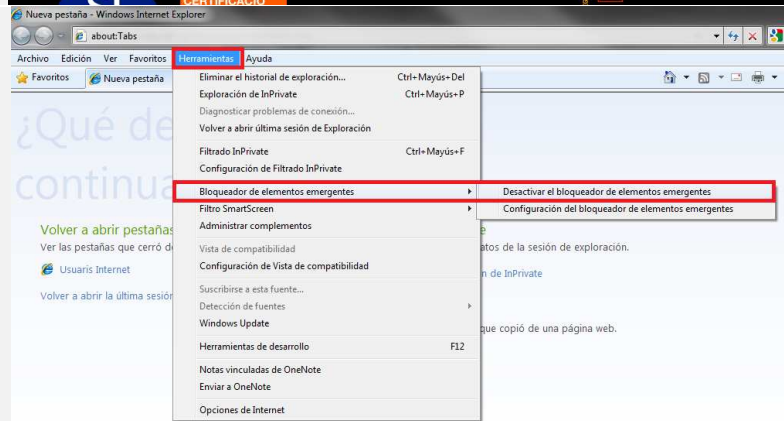 CERTIFICACIÓ
Nueva pestaña - Windows Internet Explorer
about:Tabs
Archivo Edición Ver Favoritos Herramientas Ayuda
Favoritos Nueva pestaña
Eliminar el historial de exploración... Ctrl+Mayús+Del
Exploración de InPrivate Ctrl+Mayús+P
Diagnosticar problemas de conexión...
Volver a abrir última sesión de Exploración
Filtrado InPrivate Ctrl+Mayús+F
Configuración de Filtrado InPrivate
Bloqueador de elementos emergentes
Desactivar el bloqueador de elementos emergentes
Filtro SmartScreen
Configuración del bloqueador de elementos emergentes
Administrar complementos
Vista de compatibilidad
Configuración de Vista de compatibilidad
Suscribirse a esta fuente...
Detección de fuentes
Windows Update
Herramientas de desarrollo F12
Notas vinculadas de OneNote
Enviar a OneNote
Opciones de Internet
¿Qué de
continua
Volver a abrir pestañas
Ver las pestañas que cerró d
Usuaris Internet
Volver a abrir la última sesión
atos de la sesión de exploración.
n de InPrivate
que copió de una página web.